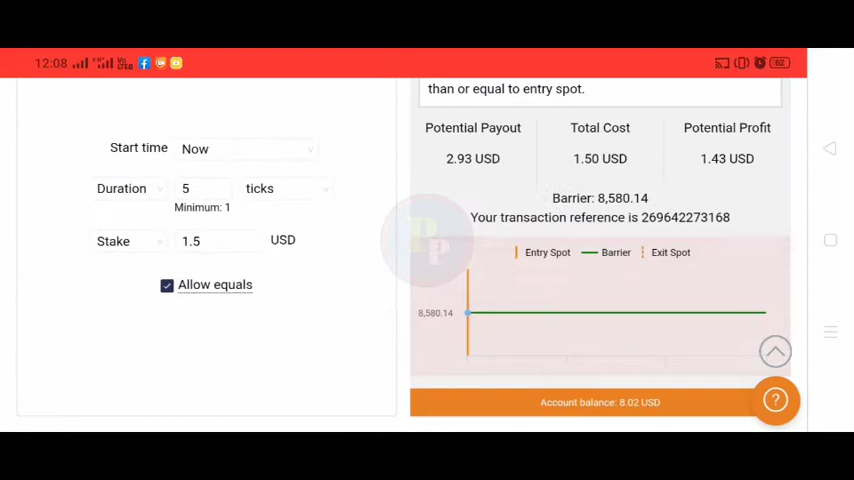 12:08
62
than or equal to entry spot.
Start time Now
Duration 5 ticks
Minimum: 1
Stake 1.5 USD
Allow equals
Potential Payout Total Cost Potential Profit
2.93 USD 1.50 USD 1.43 USD
Barrier: 8,580.14
Your transaction reference is 269642273168
Entry Spot Barrier Exit Spot
8,580.14
Account balance: 8.02 USD
?
P
P